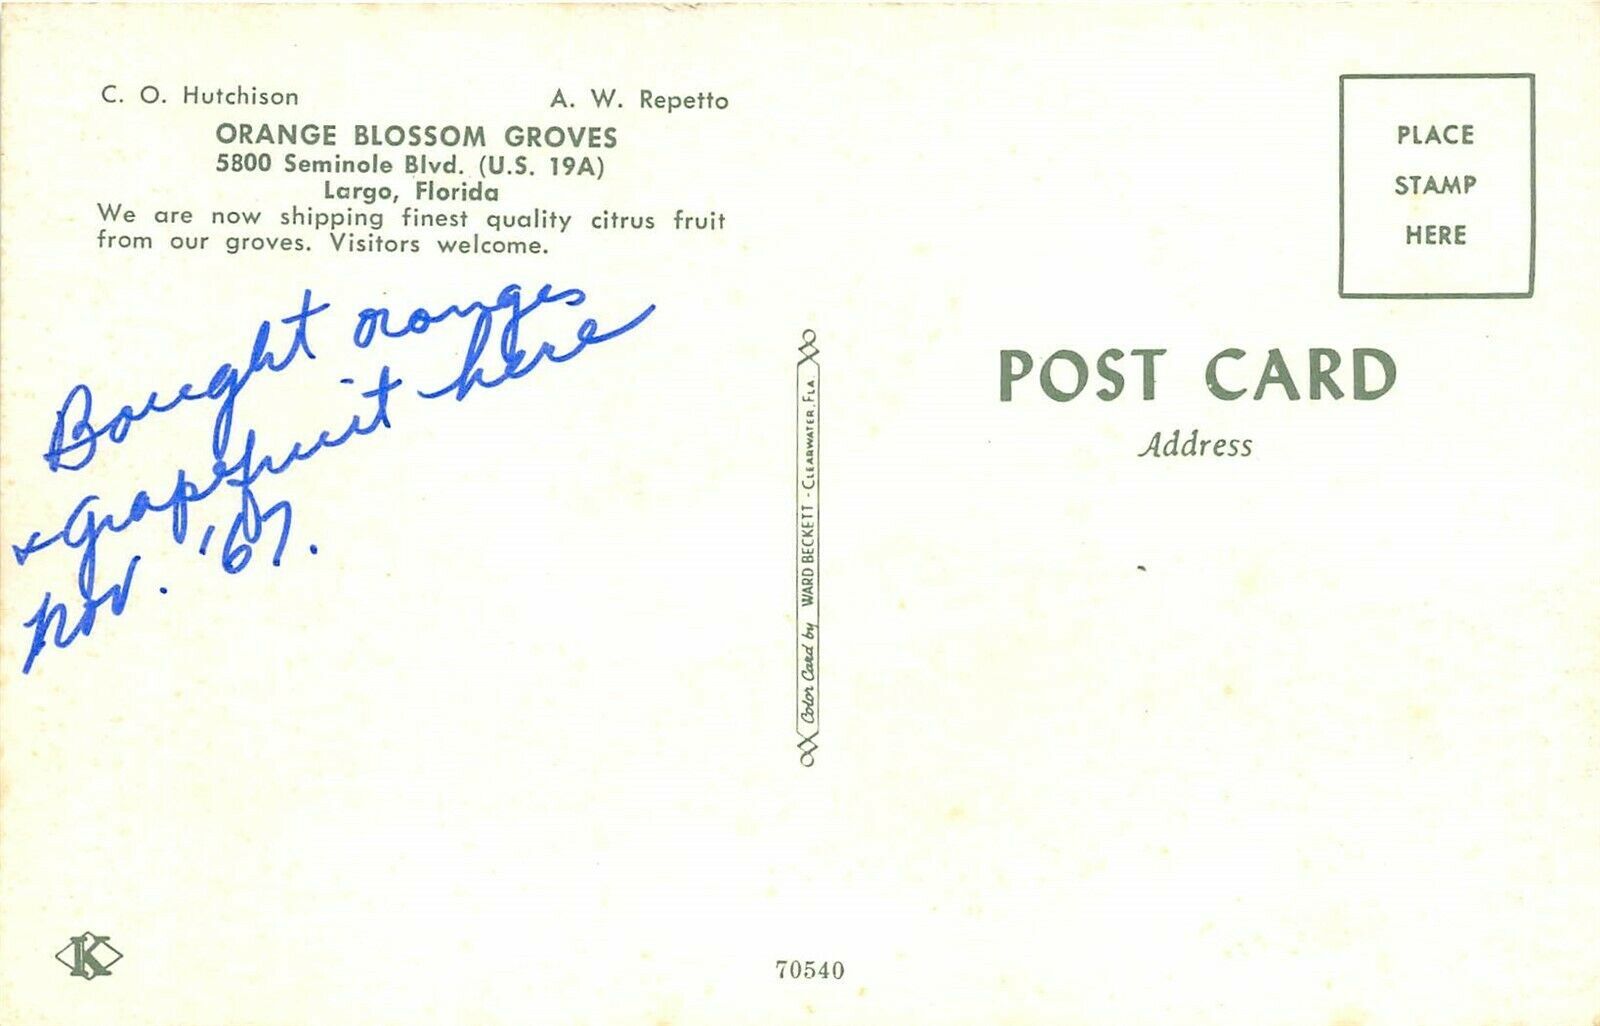 C. O. Hutchison A. W. Repetto
ORANGE BLOSSOM GROVES
5800 Seminole Blvd. (U.S. 19A)
Largo, Florida
We are now shipping finest quality citrus fruit
from our groves. Visitors welcome.
Bought oranges
+ grapefruit here
Nov. '67.
PLACE
STAMP
HERE
POST CARD
Address
Color Card by WARD BECKETT - CLEARWATER, FLA.
K
70540